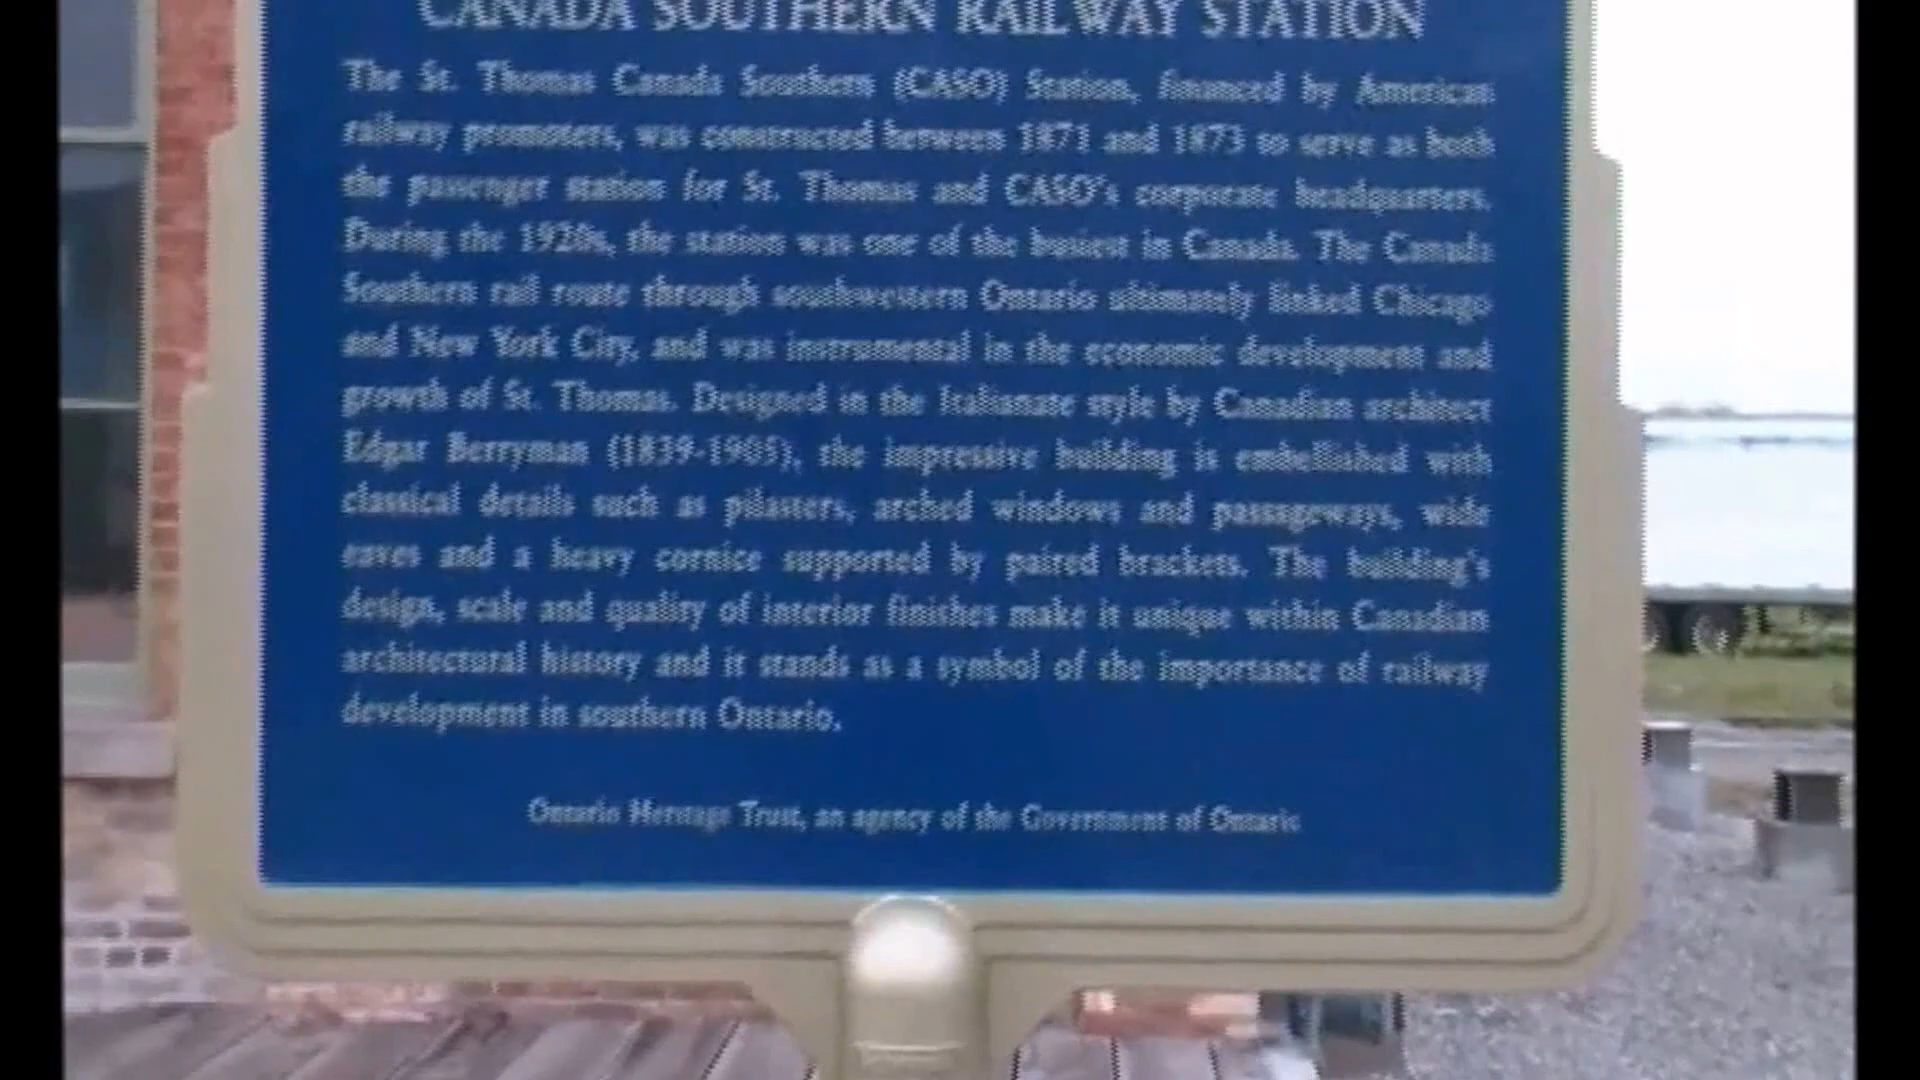 CANADA SOUTHERN RAILWAY STATION
The St. Thomas Canada Southern (CASO) Station, financed by American
railway promoters, was constructed between 1871 and 1873 to serve as both
the passenger station for St. Thomas and CASO's corporate headquarters.
During the 1920s, the station was one of the busiest in Canada. The Canada
Southern rail route through southwestern Ontario ultimately linked Chicago
and New York City, and was instrumental in the economic development and
growth of St. Thomas. Designed in the Italianate style by Canadian architect
Edgar Berryman (1839-1905), the impressive building is embellished with
classical details such as pilasters, arched windows and passageways, wide
eaves and a heavy cornice supported by paired brackets. The building's
design, scale and quality of interior finishes make it unique within Canadian
architectural history and it stands as a symbol of the importance of railway
development in southern Ontario.
Ontario Heritage Trust, an agency of the Government of Ontario